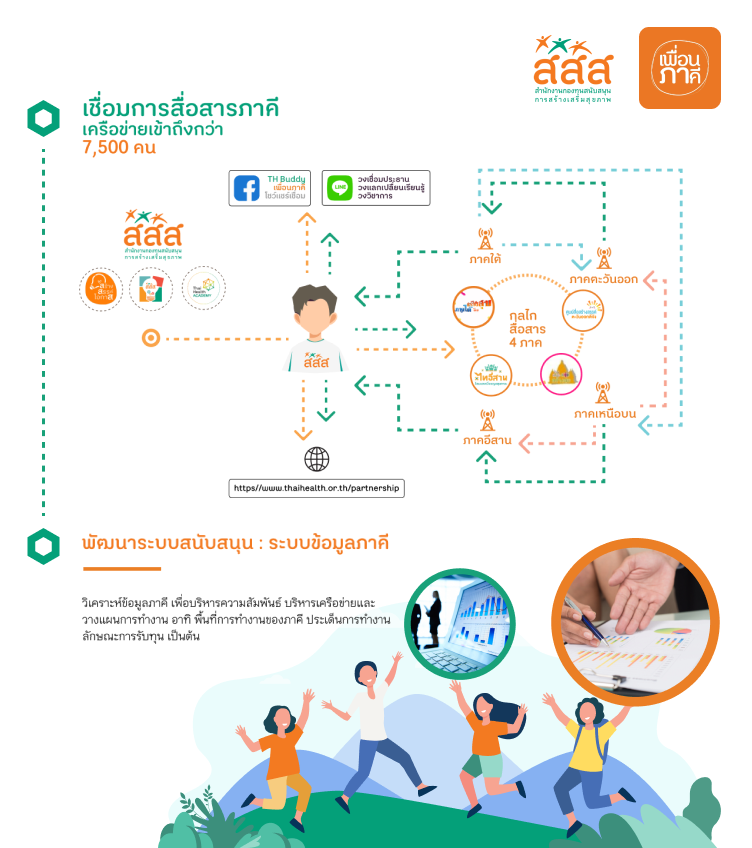 สสส
สำนักงานกองทุนสนับสนุน
การสร้างเสริมสุขภาพ
เพื่อน
ภาคี
เชื่อมการสื่อสารภาคี
เครือข่ายเข้าถึงกว่า
7,500 คน
TH Buddy
เพื่อนภาคี
โชว์แชร์เชื่อม
LINE
วงเชื่อมประธาน
วงแลกเปลี่ยนเรียนรู้
วงวิชาการ
สสส
สำนักงานกองทุนสนับสนุน
การสร้างเสริมสุขภาพ
สร้าง
สรรค์
โอกาส
Thai
Health
ACADEMY
ภาคใต้
ภาคตะวันออก
กลไก
สื่อสาร
4 ภาค
สสส
ไทอีสาน
ภาคเหนือบน
ภาคอีสาน
https//www.thaihealth.or.th/partnership
พัฒนาระบบสนับสนุน : ระบบข้อมูลภาคี
วิเคราะห์ข้อมูลภาคี เพื่อบริหารความสัมพันธ์ บริหารเครือข่ายและ
วางแผนการทำงาน อาทิ พื้นที่การทำงานของภาคี ประเด็นการทำงาน
ลักษณะการรับทุน เป็นต้น